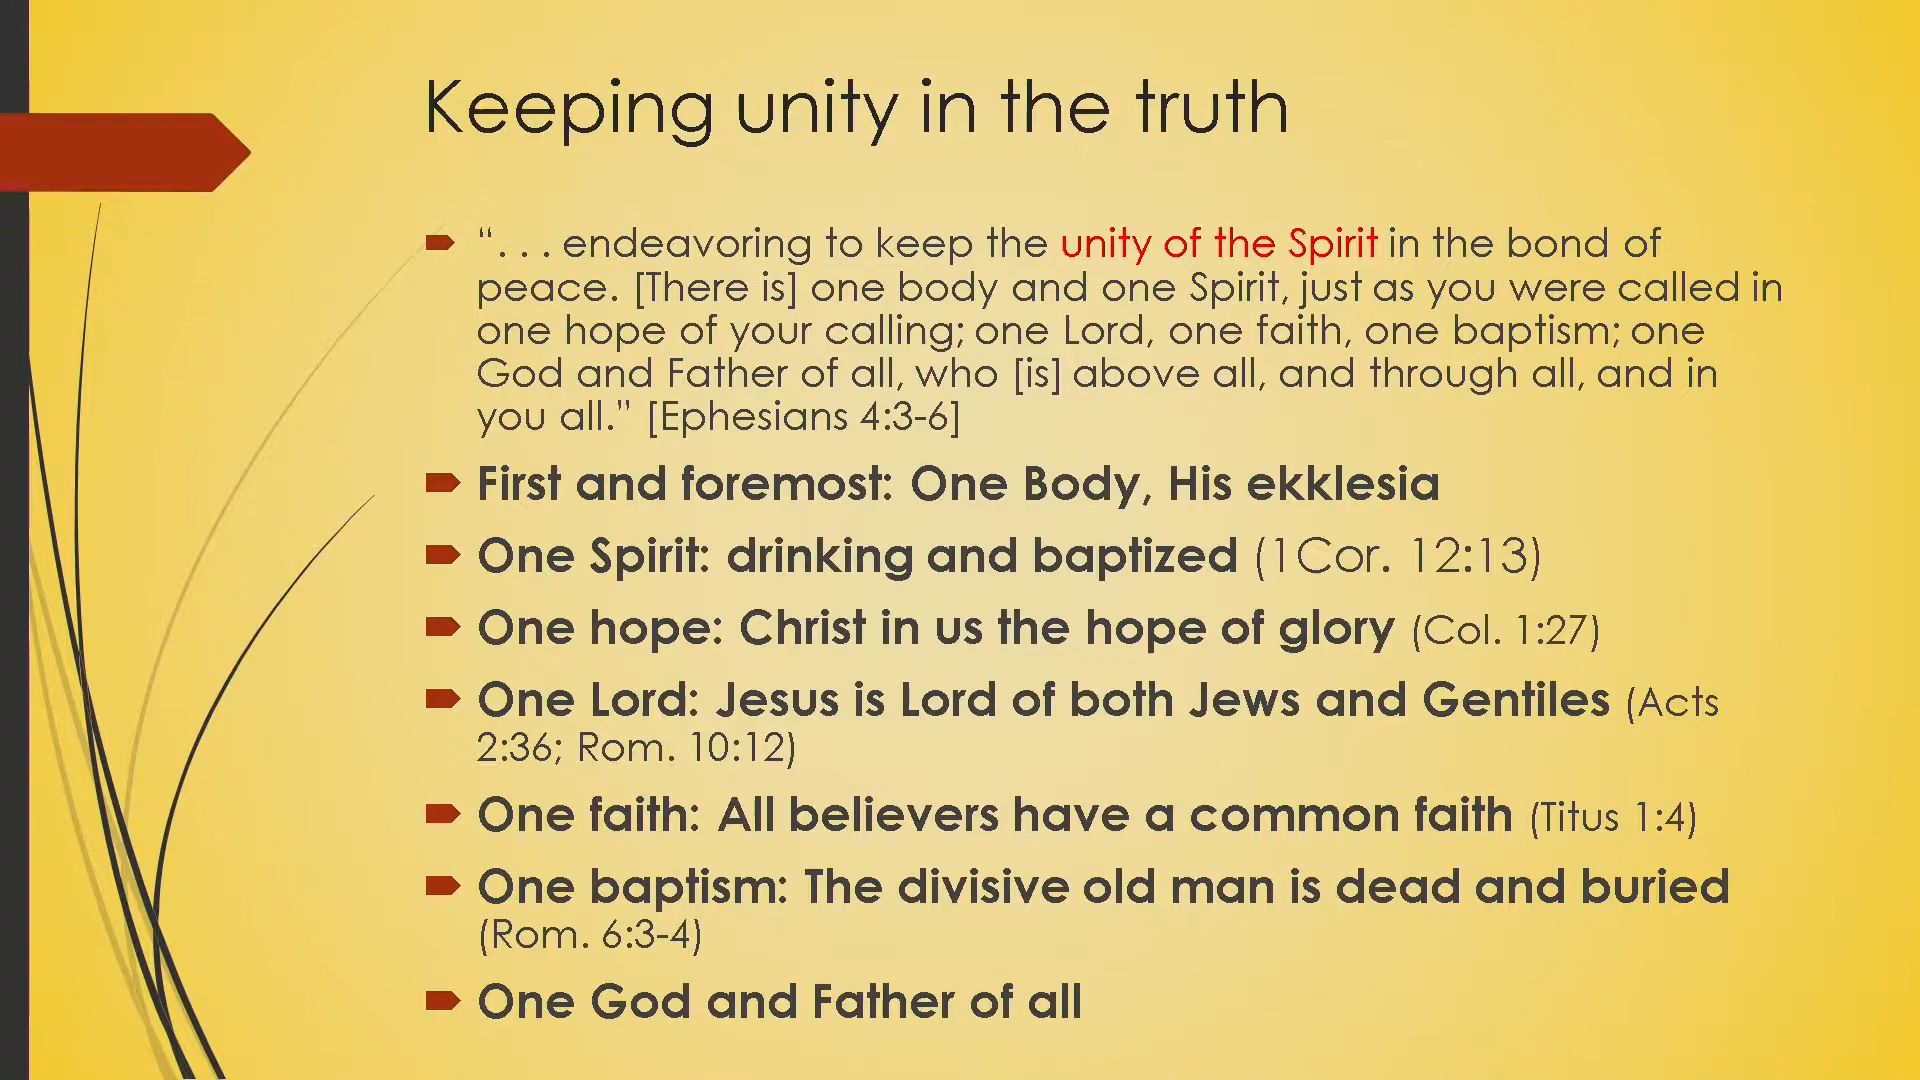 Keeping unity in the truth
“. . . endeavoring to keep the unity of the Spirit in the bond of
peace. [There is] one body and one Spirit, just as you were called in
one hope of your calling; one Lord, one faith, one baptism; one
God and Father of all, who [is] above all, and through all, and in
you all.” [Ephesians 4:3-6]
First and foremost: One Body, His ekklesia
One Spirit: drinking and baptized (1Cor. 12:13)
One hope: Christ in us the hope of glory (Col. 1:27)
One Lord: Jesus is Lord of both Jews and Gentiles (Acts
2:36; Rom. 10:12)
One faith: All believers have a common faith (Titus 1:4)
One baptism: The divisive old man is dead and buried
(Rom. 6:3-4)
One God and Father of all